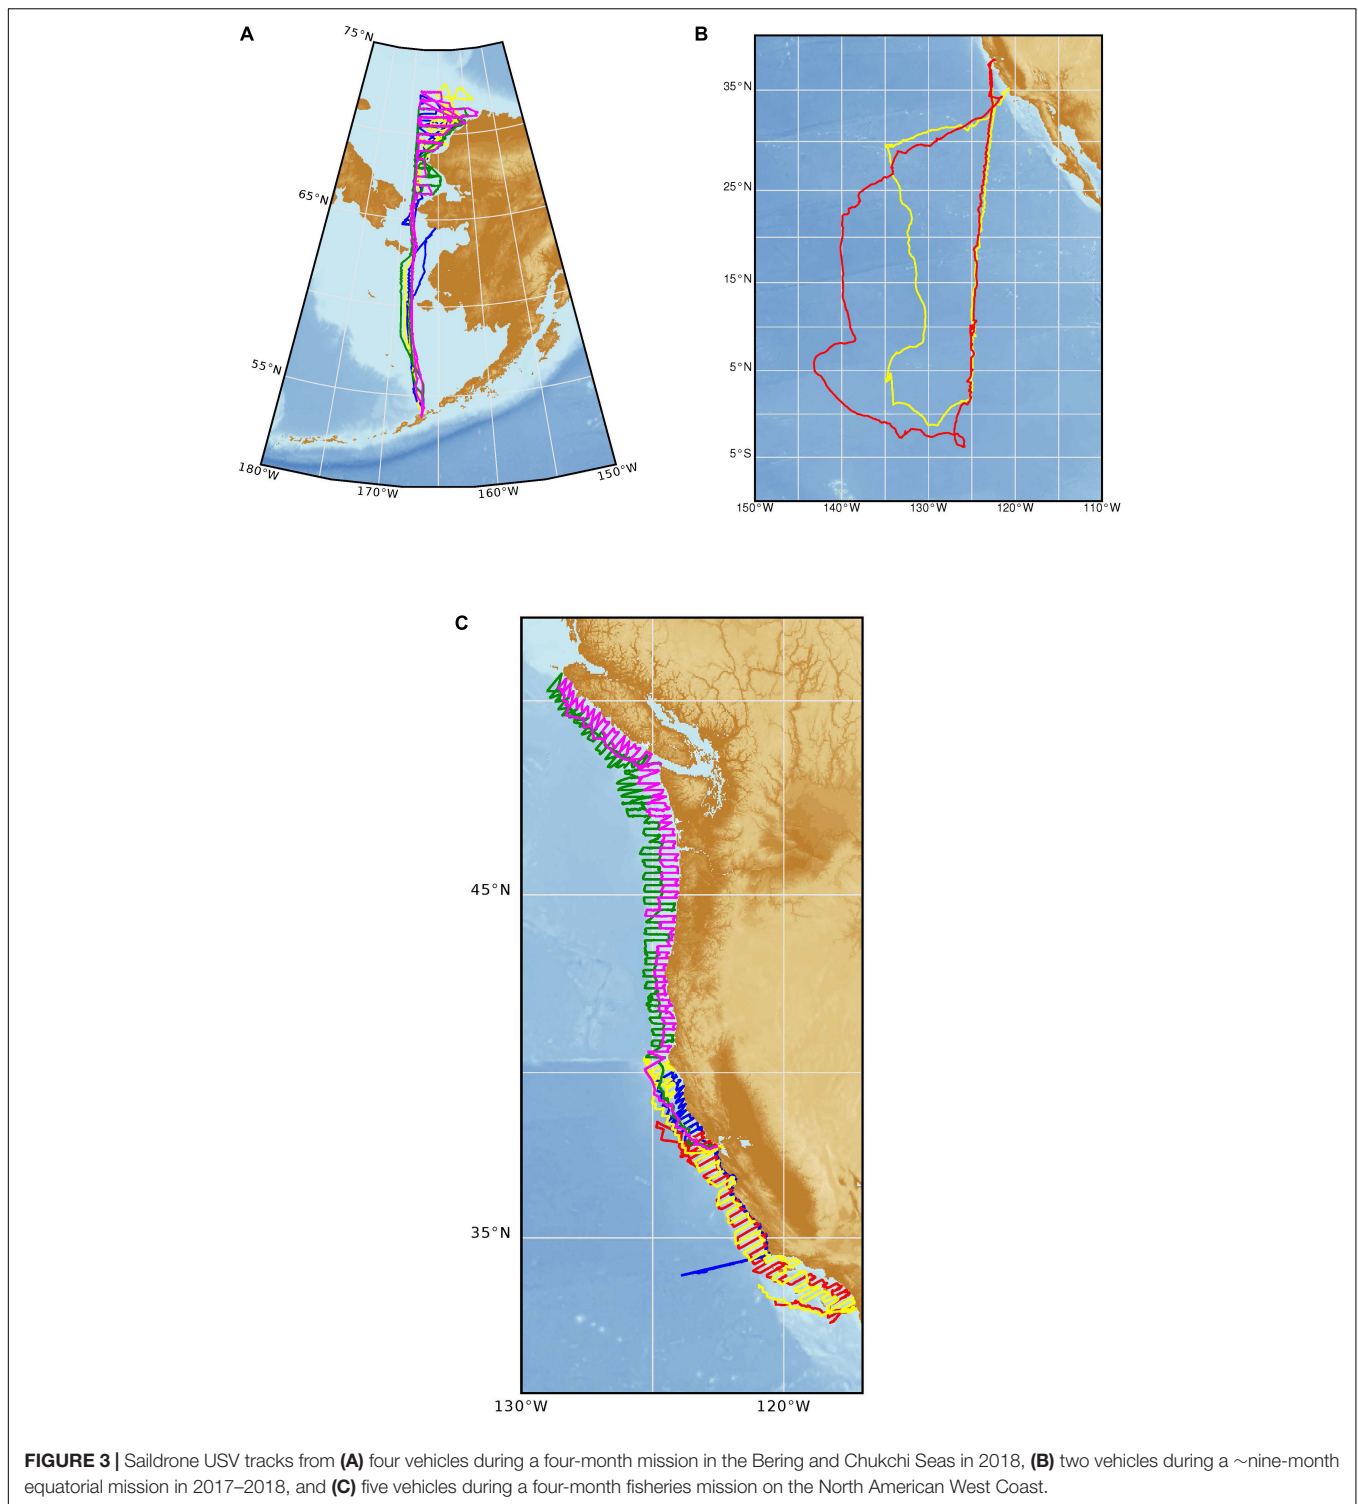 A
75°N
65°N
55°N
180°W
170°W
160°W
150°W
B
35°N
25°N
15°N
5°N
5°S
150°W
140°W
130°W
120°W
110°W
C
45°N
35°N
130°W
120°W
FIGURE 3 | Saildrone USV tracks from (A) four vehicles during a four-month mission in the Bering and Chukchi Seas in 2018, (B) two vehicles during a ~nine-month
equatorial mission in 2017–2018, and (C) five vehicles during a four-month fisheries mission on the North American West Coast.